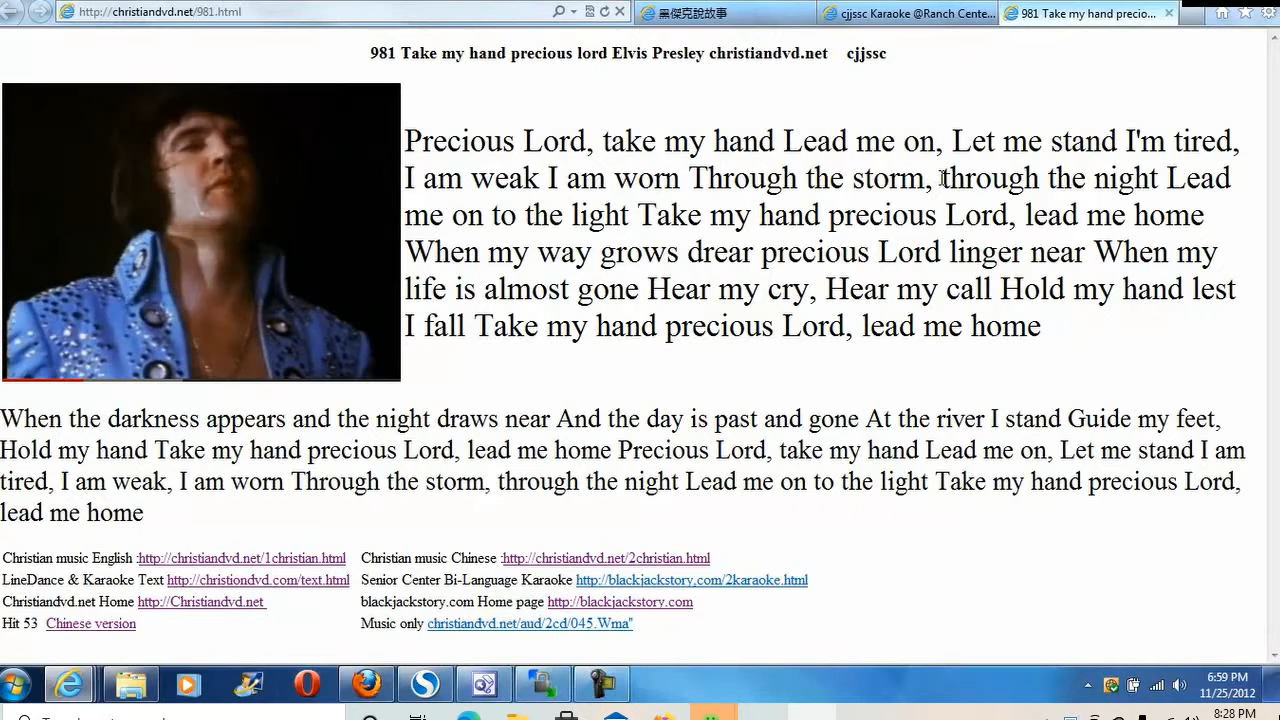 http://christiandvd.net/981.html
黑傑克說故事
cjjssc Karaoke @Ranch Cente...
981 Take my hand precio...
981 Take my hand precious lord Elvis Presley christiandvd.net cjjssc
Precious Lord, take my hand Lead me on, Let me stand I'm tired,
I am weak I am worn Through the storm, through the night Lead
me on to the light Take my hand precious Lord, lead me home
When my way grows drear precious Lord linger near When my
life is almost gone Hear my cry, Hear my call Hold my hand lest
I fall Take my hand precious Lord, lead me home
When the darkness appears and the night draws near And the day is past and gone At the river I stand Guide my feet,
Hold my hand Take my hand precious Lord, lead me home Precious Lord, take my hand Lead me on, Let me stand I am
tired, I am weak, I am worn Through the storm, through the night Lead me on to the light Take my hand precious Lord,
lead me home
Christian music English :http://christiandvd.net/1christian.html Christian music Chinese :http://christiandvd.net/2christian.html
LineDance & Karaoke Text http://christiondvd.com/text.html Senior Center Bi-Language Karaoke http://blackjackstory,com/2karaoke.html
Christiandvd.net Home http://Christiandvd.net blackjackstory.com Home page http://blackjackstory.com
Hit 53 Chinese version Music only christiandvd.net/aud/2cd/045.Wma"
6:59 PM
11/25/2012
8:28 PM